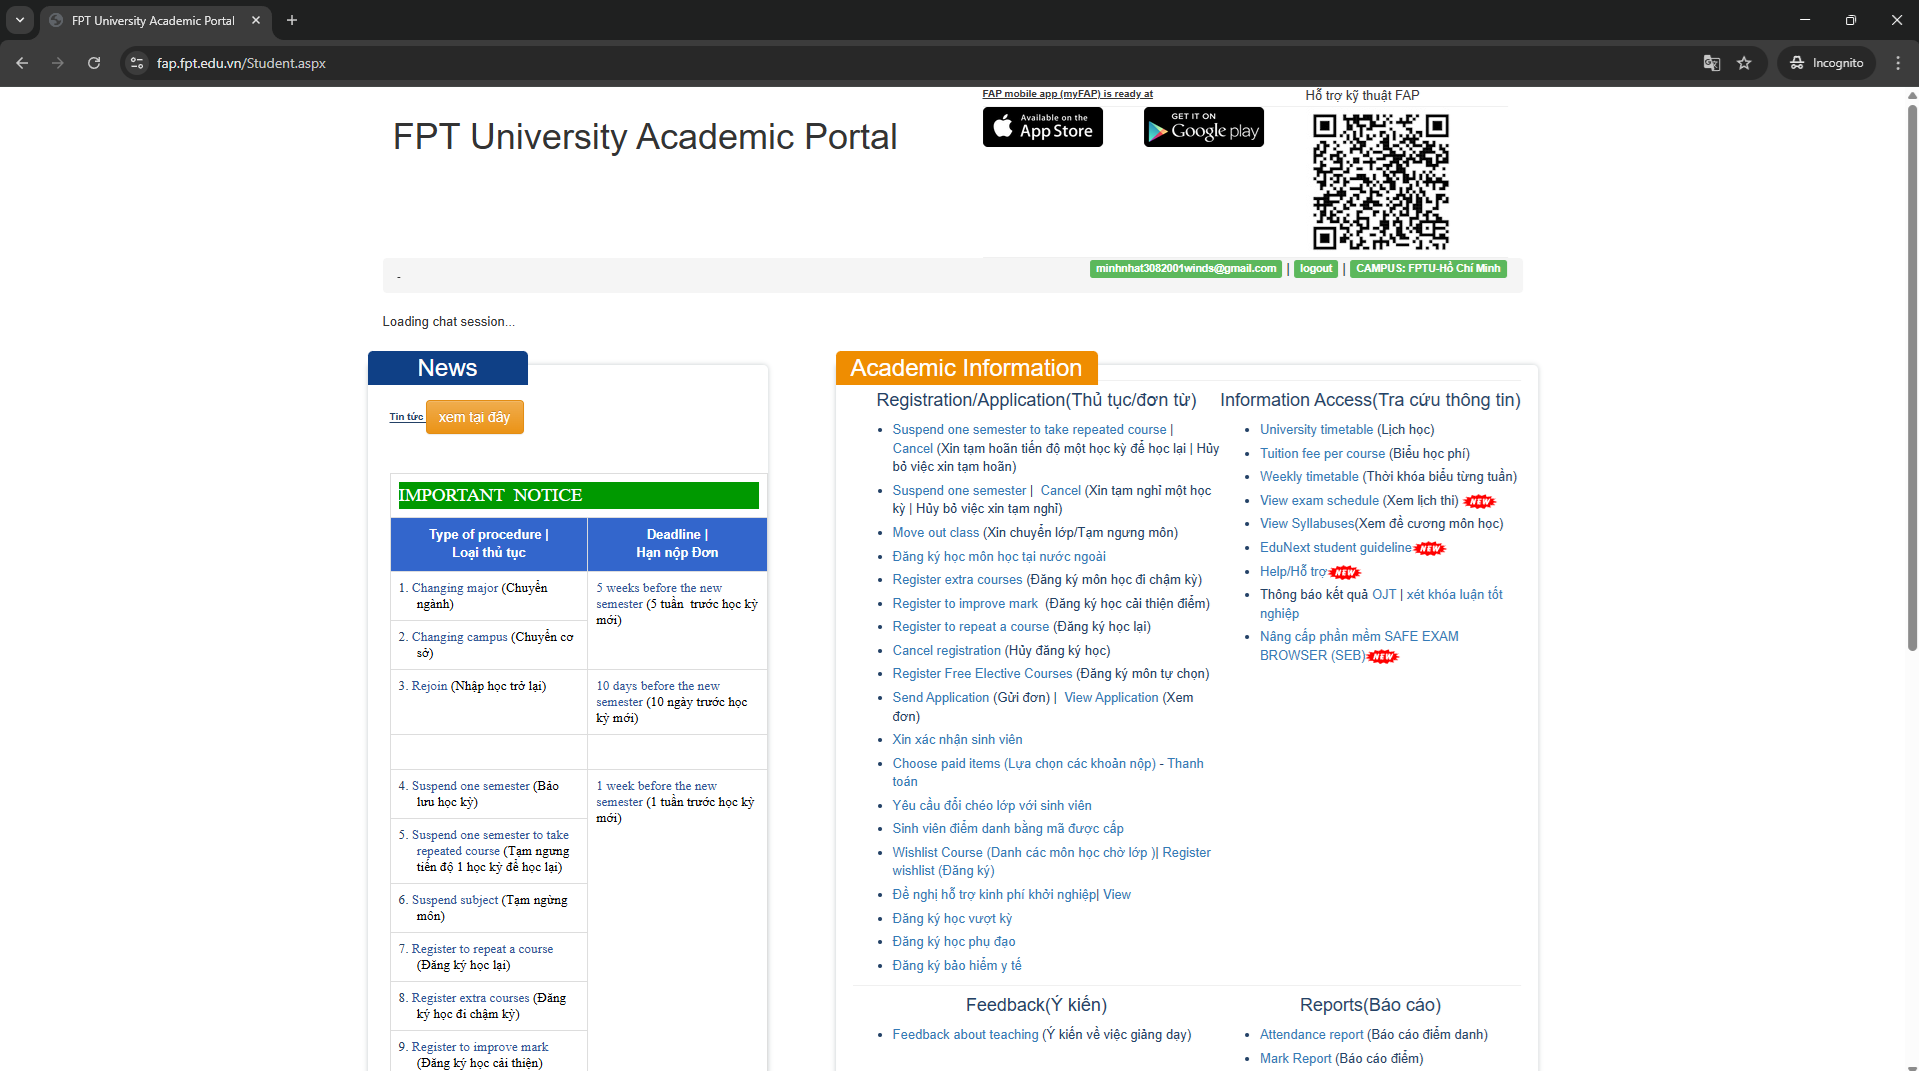 FPT University Academic Portal
fap.fpt.edu.vn/Student.aspx
Incognito
FAP mobile app (myFAP) is ready at
Hỗ trợ kỹ thuật FAP
FPT University Academic Portal
Available on the
App Store
GET IT ON
Google play
-
minhnhat3082001winds@gmail.com | logout | CAMPUS: FPTU-Hồ Chí Minh
Loading chat session...
News
Tin tức xem tại đây
IMPORTANT NOTICE
Type of procedure |
Loại thủ tục
Deadline |
Hạn nộp Đơn
1. Changing major (Chuyển
ngành)
5 weeks before the new
semester (5 tuần trước học kỳ
mới)
2. Changing campus (Chuyển cơ
sở)
3. Rejoin (Nhập học trở lại)
10 days before the new
semester (10 ngày trước học
kỳ mới)
4. Suspend one semester (Bảo
lưu học kỳ)
1 week before the new
semester (1 tuần trước học kỳ
mới)
5. Suspend one semester to take
repeated course (Tạm ngưng
tiến độ 1 học kỳ để học lại)
6. Suspend subject (Tạm ngừng
môn)
7. Register to repeat a course
(Đăng ký học lại)
8. Register extra courses (Đăng
ký học đi chậm kỳ)
9. Register to improve mark
(Đăng ký học cải thiện)
Academic Information
Registration/Application(Thủ tục/đơn từ)
Suspend one semester to take repeated course |
Cancel (Xin tạm hoãn tiến độ một học kỳ để học lại | Hủy
bỏ việc xin tạm hoãn)
Suspend one semester | Cancel (Xin tạm nghỉ một học
kỳ | Hủy bỏ việc xin tạm nghỉ)
Move out class (Xin chuyển lớp/Tạm ngưng môn)
Đăng ký học môn học tại nước ngoài
Register extra courses (Đăng ký môn học đi chậm kỳ)
Register to improve mark (Đăng ký học cải thiện điểm)
Register to repeat a course (Đăng ký học lại)
Cancel registration (Hủy đăng ký học)
Register Free Elective Courses (Đăng ký môn tự chọn)
Send Application (Gửi đơn) | View Application (Xem
đơn)
Xin xác nhận sinh viên
Choose paid items (Lựa chọn các khoản nộp) - Thanh
toán
Yêu cầu đổi chéo lớp với sinh viên
Sinh viên điểm danh bằng mã được cấp
Wishlist Course (Danh các môn học chờ lớp )| Register
wishlist (Đăng ký)
Đề nghị hỗ trợ kinh phí khởi nghiệp| View
Đăng ký học vượt kỳ
Đăng ký học phụ đạo
Đăng ký bảo hiểm y tế
Information Access(Tra cứu thông tin)
University timetable (Lịch học)
Tuition fee per course (Biểu học phí)
Weekly timetable (Thời khóa biểu từng tuần)
View exam schedule (Xem lịch thi) NEW
View Syllabuses(Xem đề cương môn học)
EduNext student guideline NEW
Help/Hỗ trợ NEW
Thông báo kết quả OJT | xét khóa luận tốt
nghiệp
Nâng cấp phần mềm SAFE EXAM
BROWSER (SEB) NEW
Feedback(Ý kiến)
Feedback about teaching (Ý kiến về việc giảng dạy)
Reports(Báo cáo)
Attendance report (Báo cáo điểm danh)
Mark Report (Báo cáo điểm)